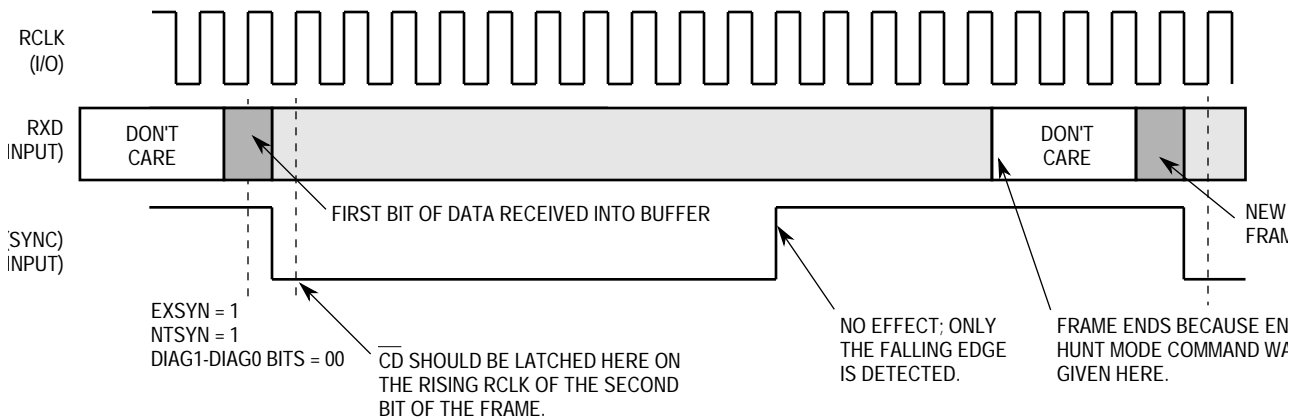 RCLK
(I/O)
RXD
INPUT)
DON'T
CARE
DON'T
CARE
FIRST BIT OF DATA RECEIVED INTO BUFFER
NEW
(SYNC)
INPUT)
EXSYN = 1
NTSYN = 1
DIAG1-DIAG0 BITS = 00
CD SHOULD BE LATCHED HERE ON
THE RISING RCLK OF THE SECOND
BIT OF THE FRAME.
NO EFFECT; ONLY
THE FALLING EDGE
IS DETECTED.
FRAME ENDS BECAUSE
HUNT MODE COMMAND
GIVEN HERE.